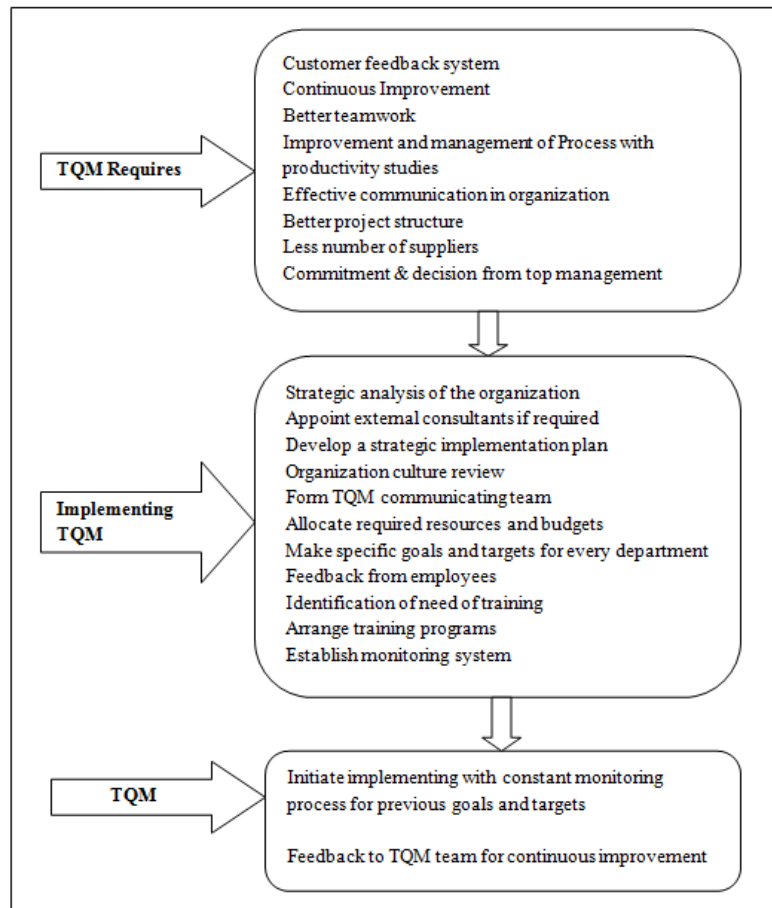 Customer feedback system
Continuous Improvement
Better teamwork
Improvement and management of Process with
productivity studies
Effective communication in organization
Better project structure
Less number of suppliers
Commitment & decision from top management
TQM Requires
Strategic analysis of the organization
Appoint external consultants if required
Develop a strategic implementation plan
Organization culture review
Form TQM communicating team
Allocate required resources and budgets
Make specific goals and targets for every department
Feedback from employees
Identification of need of training
Arrange training programs
Establish monitoring system
Implementing
TQM
Initiate implementing with constant monitoring
process for previous goals and targets
Feedback to TQM team for continuous improvement
TQM